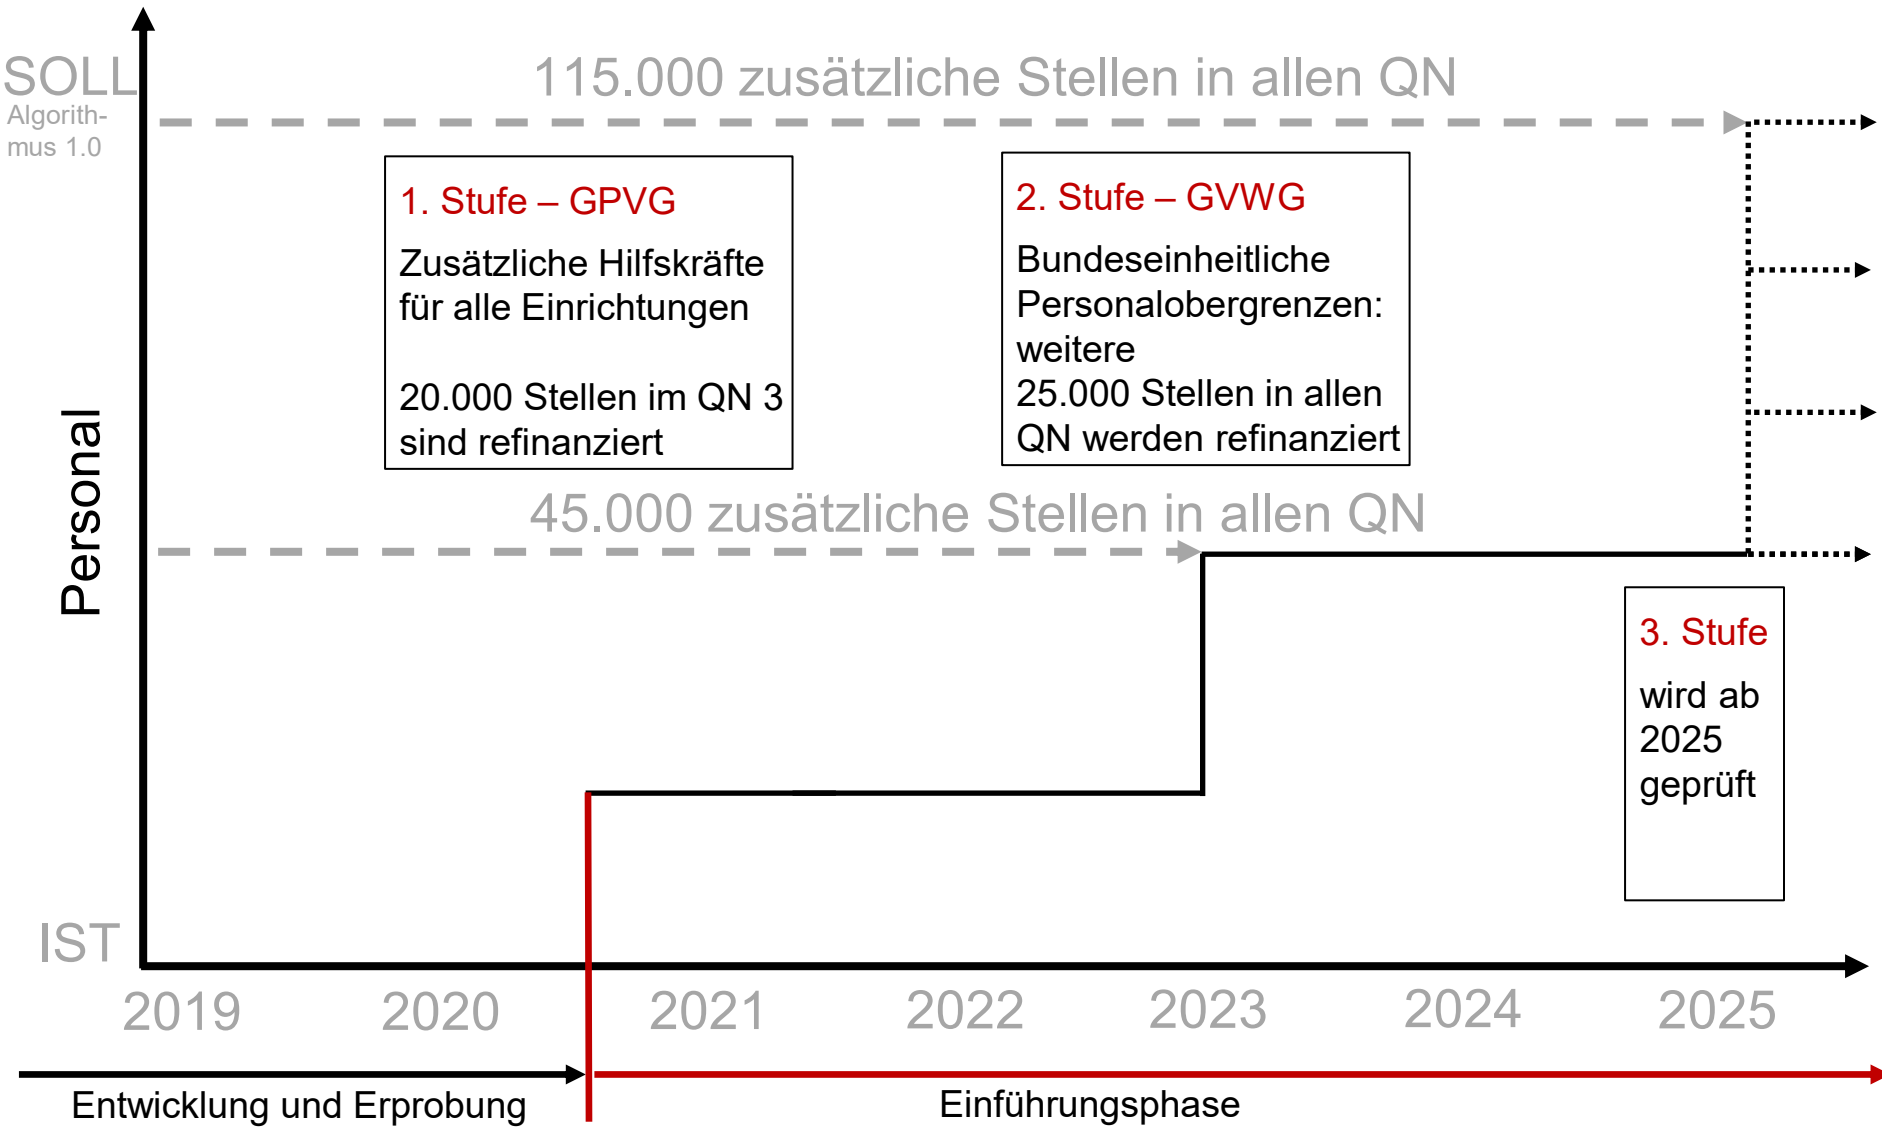 SOLL
Algorith-
mus 1.0
115.000 zusätzliche Stellen in allen QN
1. Stufe – GPVG
Zusätzliche Hilfskräfte
für alle Einrichtungen
20.000 Stellen im QN 3
sind refinanziert
2. Stufe – GVWG
Bundeseinheitliche
Personalobergrenzen:
weitere
25.000 Stellen in allen
QN werden refinanziert
45.000 zusätzliche Stellen in allen QN
Personal
3. Stufe
wird ab
2025
geprüft
IST
2019 2020 2021 2022 2023 2024 2025
Entwicklung und Erprobung
Einführungsphase